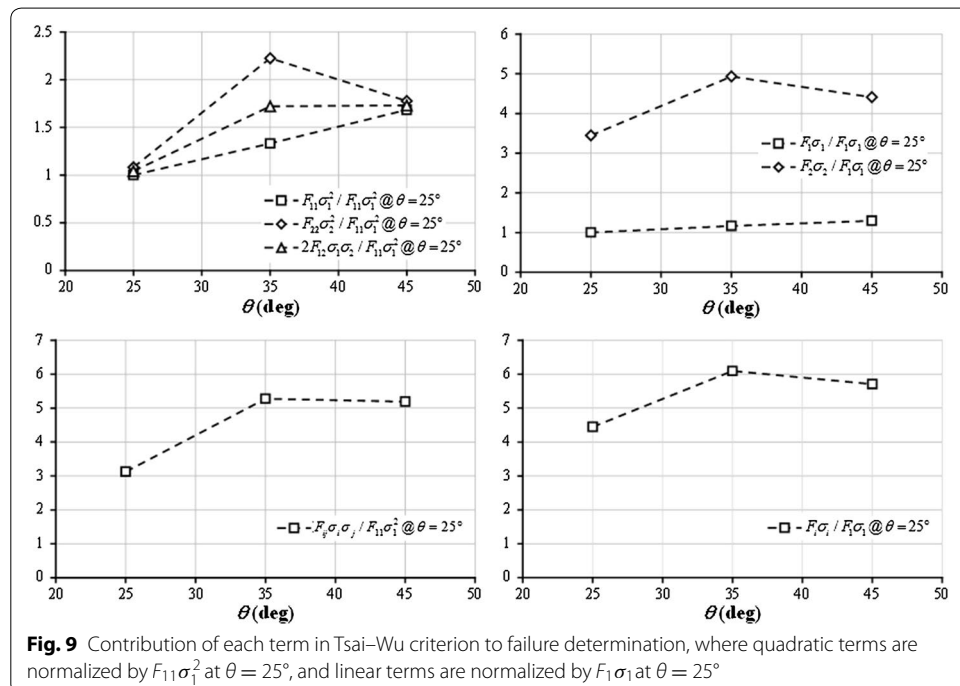 2.5
2
1.5
1
0.5
0
20 25 30 35 40 45 50
θ(deg)
F₁₁σ₁² / F₁₁σ₁² @ θ = 25°
F₂₂σ₂² / F₁₁σ₁² @ θ = 25°
2F₁₂σ₁σ₂ / F₁₁σ₁² @ θ = 25°
6
5
4
3
2
1
0
20 25 30 35 40 45 50
θ(deg)
F₁σ₁ / F₁σ₁ @ θ = 25°
F₂σ₂ / F₁σ₁ @ θ = 25°
7
6
5
4
3
2
1
0
20 25 30 35 40 45 50
θ(deg)
Fᵢⱼσᵢσⱼ / F₁₁σ₁² @ θ = 25°
7
6
5
4
3
2
1
0
20 25 30 35 40 45 50
θ(deg)
Fᵢσᵢ / F₁σ₁ @ θ = 25°
Fig. 9 Contribution of each term in Tsai–Wu criterion to failure determination, where quadratic terms are
normalized by F₁₁σ₁² at θ = 25°, and linear terms are normalized by F₁σ₁ at θ = 25°